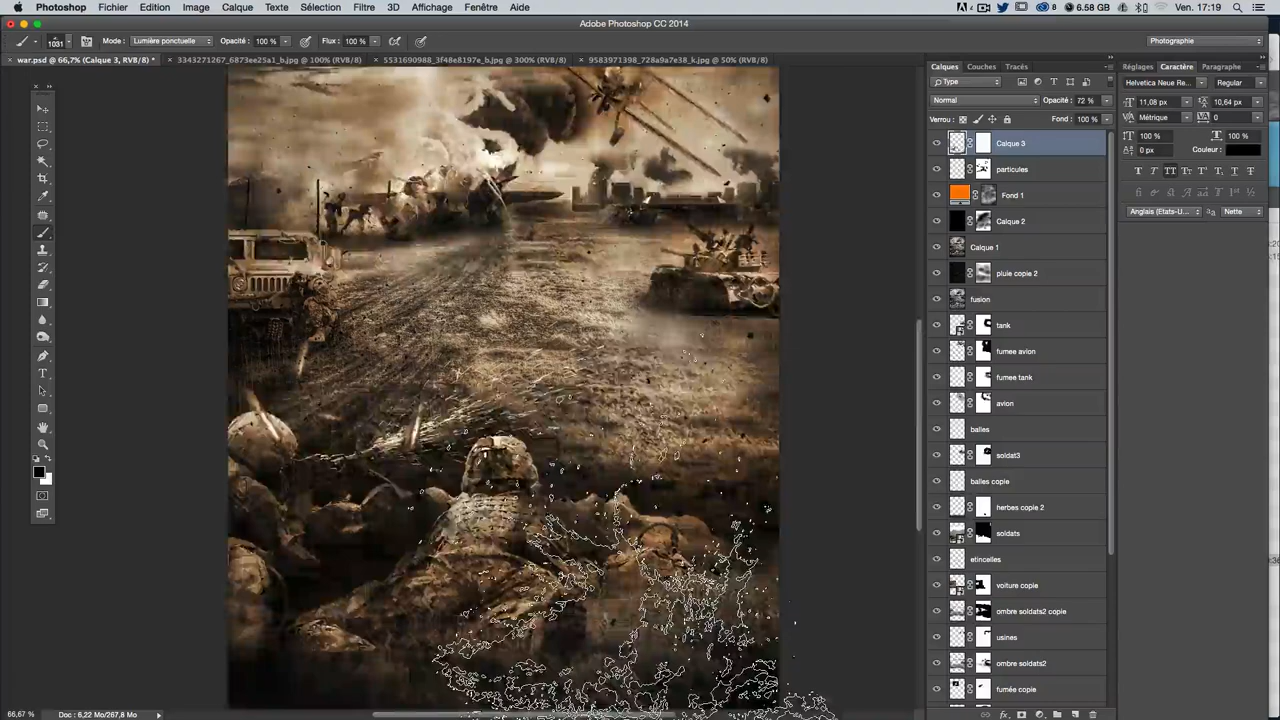 Photoshop Fichier Edition Image Calque Texte Sélection Filtre 3D Affichage Fenêtre Aide 8 6.58 GB Ven. 17:19
Adobe Photoshop CC 2014
1031 Mode : Lumière ponctuelle Opacité : 100 % Flux : 100 % Photographie
war.psd @ 66,7% (Calque 3, RVB/8) * 3343271267_6873ee25a1_b.jpg @ 100% (RVB/8) 5531690988_3f48e8197e_b.jpg @ 300% (RVB/8) 9583971398_728a9a7e38_k.jpg @ 50% (RVB/8)
Calques Couches Tracés Réglages Caractère Paragraphe
Type Helvetica Neue Re... Regular
Normal Opacité : 72 % 11,08 px 10,64 px
Verrou : Fond : 100 % Métrique 0
100 % 100 %
Calque 3 0 px Couleur :
particules
Fond 1 Anglais (Etats-U... Nette
Calque 2
Calque 1
pluie copie 2
fusion
tank
fumee avion
fumee tank
avion
balles
soldat3
balles copie
herbes copie 2
soldats
etincelles
voiture copie
ombre soldats2 copie
usines
ombre soldats2
fumée copie
66,67 % Doc : 6,22 Mo/267,8 Mo